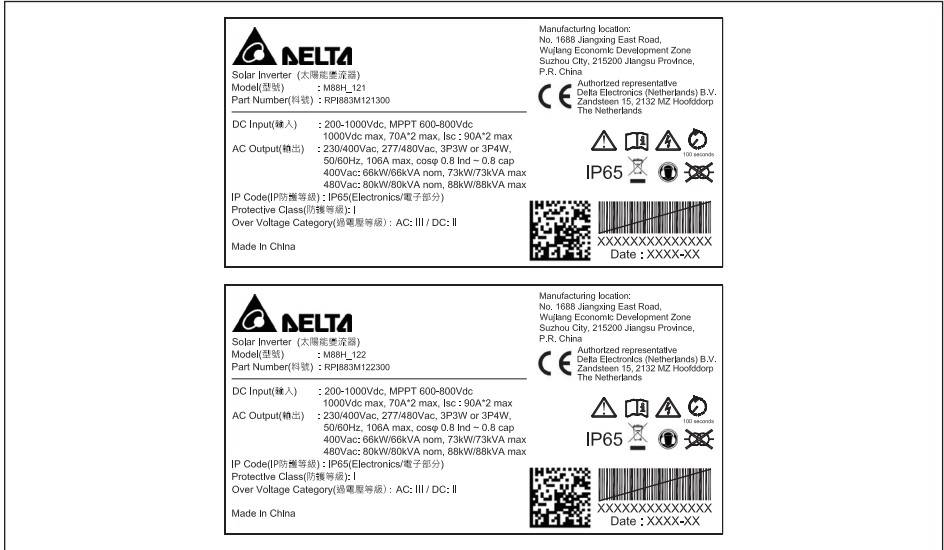 DELTA
Solar Inverter (太陽能變流器)
Model(型號) : M88H_121
Part Number(料號) : RPI883M121300
DC Input(輸入) : 200-1000Vdc, MPPT 600-800Vdc
1000Vdc max, 70A*2 max, Isc : 90A*2 max
AC Output(輸出) : 230/400Vac, 277/480Vac, 3P3W or 3P4W,
50/60Hz, 106A max, cosφ 0.8 ind ~ 0.8 cap
400Vac: 66kW/66kVA nom, 73kW/73kVA max
480Vac: 80kW/80kVA nom, 88kW/88kVA max
IP Code(IP防護等級) : IP65(Electronics/電子部分)
Protective Class(防護等級): I
Over Voltage Category(過電壓等級) : AC: III / DC: II
Made In China
Manufacturing location:
No. 1688 Jiangxing East Road,
Wujiang Economic Development Zone
Suzhou City, 215200 Jiangsu Province,
P.R. China
CE
Authorized representative
Delta Electronics (Netherlands) B.V.
Zandsteen 15, 2132 MZ Hoofddorp
The Netherlands
100 seconds
IP65
XXXXXXXXXXXXXX
Date : XXXX-XX
DELTA
Solar Inverter (太陽能變流器)
Model(型號) : M88H_122
Part Number(料號) : RPI883M122300
DC Input(輸入) : 200-1000Vdc, MPPT 600-800Vdc
1000Vdc max, 70A*2 max, Isc : 90A*2 max
AC Output(輸出) : 230/400Vac, 277/480Vac, 3P3W or 3P4W,
50/60Hz, 106A max, cosφ 0.8 ind ~ 0.8 cap
400Vac: 66kW/66kVA nom, 73kW/73kVA max
480Vac: 80kW/80kVA nom, 88kW/88kVA max
IP Code(IP防護等級) : IP65(Electronics/電子部分)
Protective Class(防護等級): I
Over Voltage Category(過電壓等級) : AC: III / DC: II
Made In China
Manufacturing location:
No. 1688 Jiangxing East Road,
Wujiang Economic Development Zone
Suzhou City, 215200 Jiangsu Province,
P.R. China
CE
Authorized representative
Delta Electronics (Netherlands) B.V.
Zandsteen 15, 2132 MZ Hoofddorp
The Netherlands
100 seconds
IP65
XXXXXXXXXXXXXX
Date : XXXX-XX